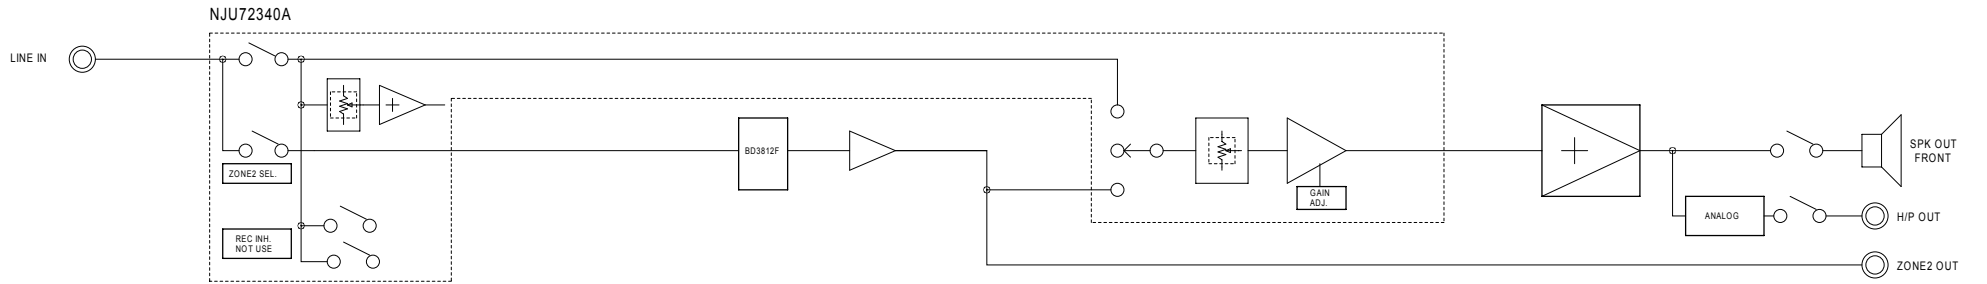 NJU72340A
LINE IN
ZONE2 SEL.
REC INH.
NOT USE
BD3812F
GAIN
ADJ.
SPK OUT
FRONT
ANALOG
H/P OUT
ZONE2 OUT